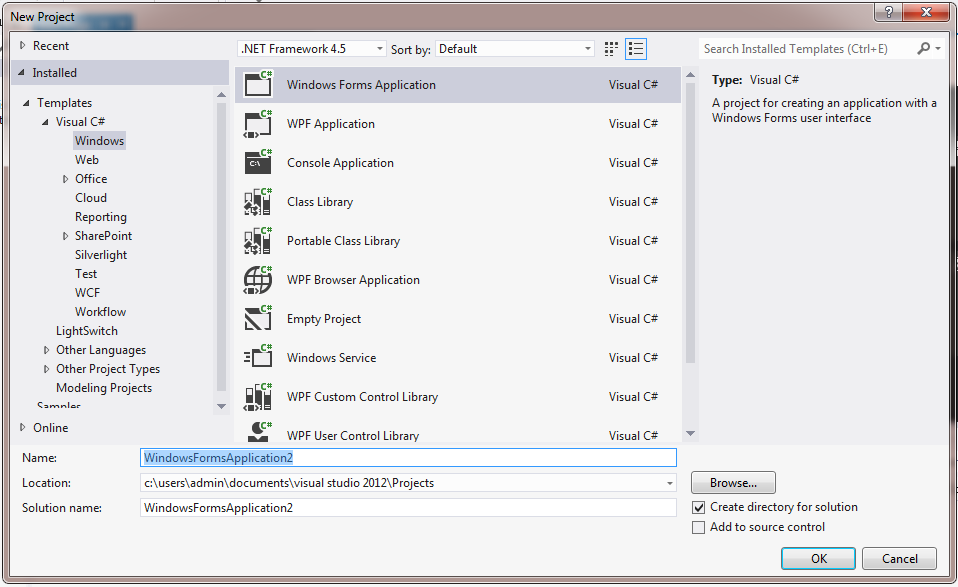 New Project
Recent
Installed
Templates
Visual C#
Windows
Web
Office
Cloud
Reporting
SharePoint
Silverlight
Test
WCF
Workflow
LightSwitch
Other Languages
Other Project Types
Modeling Projects
Samples
Online
.NET Framework 4.5 Sort by: Default
Windows Forms Application Visual C#
WPF Application Visual C#
Console Application Visual C#
Class Library Visual C#
Portable Class Library Visual C#
WPF Browser Application Visual C#
Empty Project Visual C#
Windows Service Visual C#
WPF Custom Control Library Visual C#
WPF User Control Library Visual C#
Search Installed Templates (Ctrl+E)
Type: Visual C#
A project for creating an application with a
Windows Forms user interface
Name: WindowsFormsApplication2
Location: c:\users\admin\documents\visual studio 2012\Projects
Browse...
Solution name: WindowsFormsApplication2
Create directory for solution
Add to source control
OK Cancel